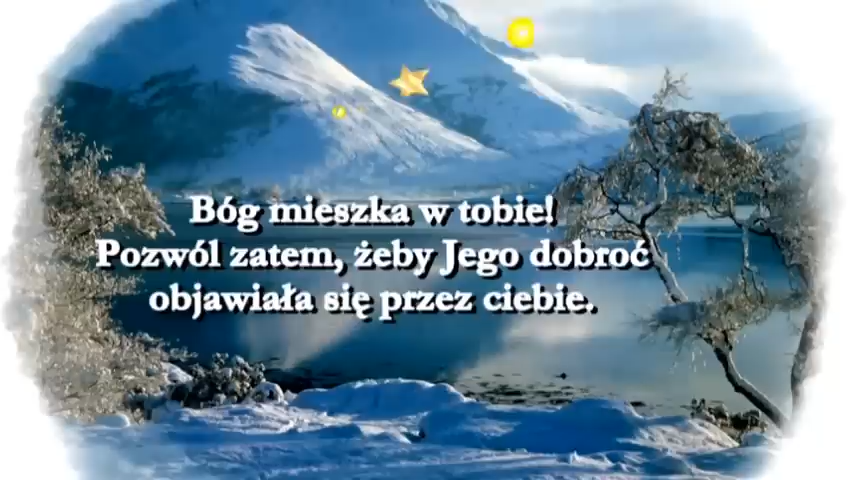 Bóg mieszka w tobie!
Pozwól zatem, żeby Jego dobroć
objawiała się przez ciebie.